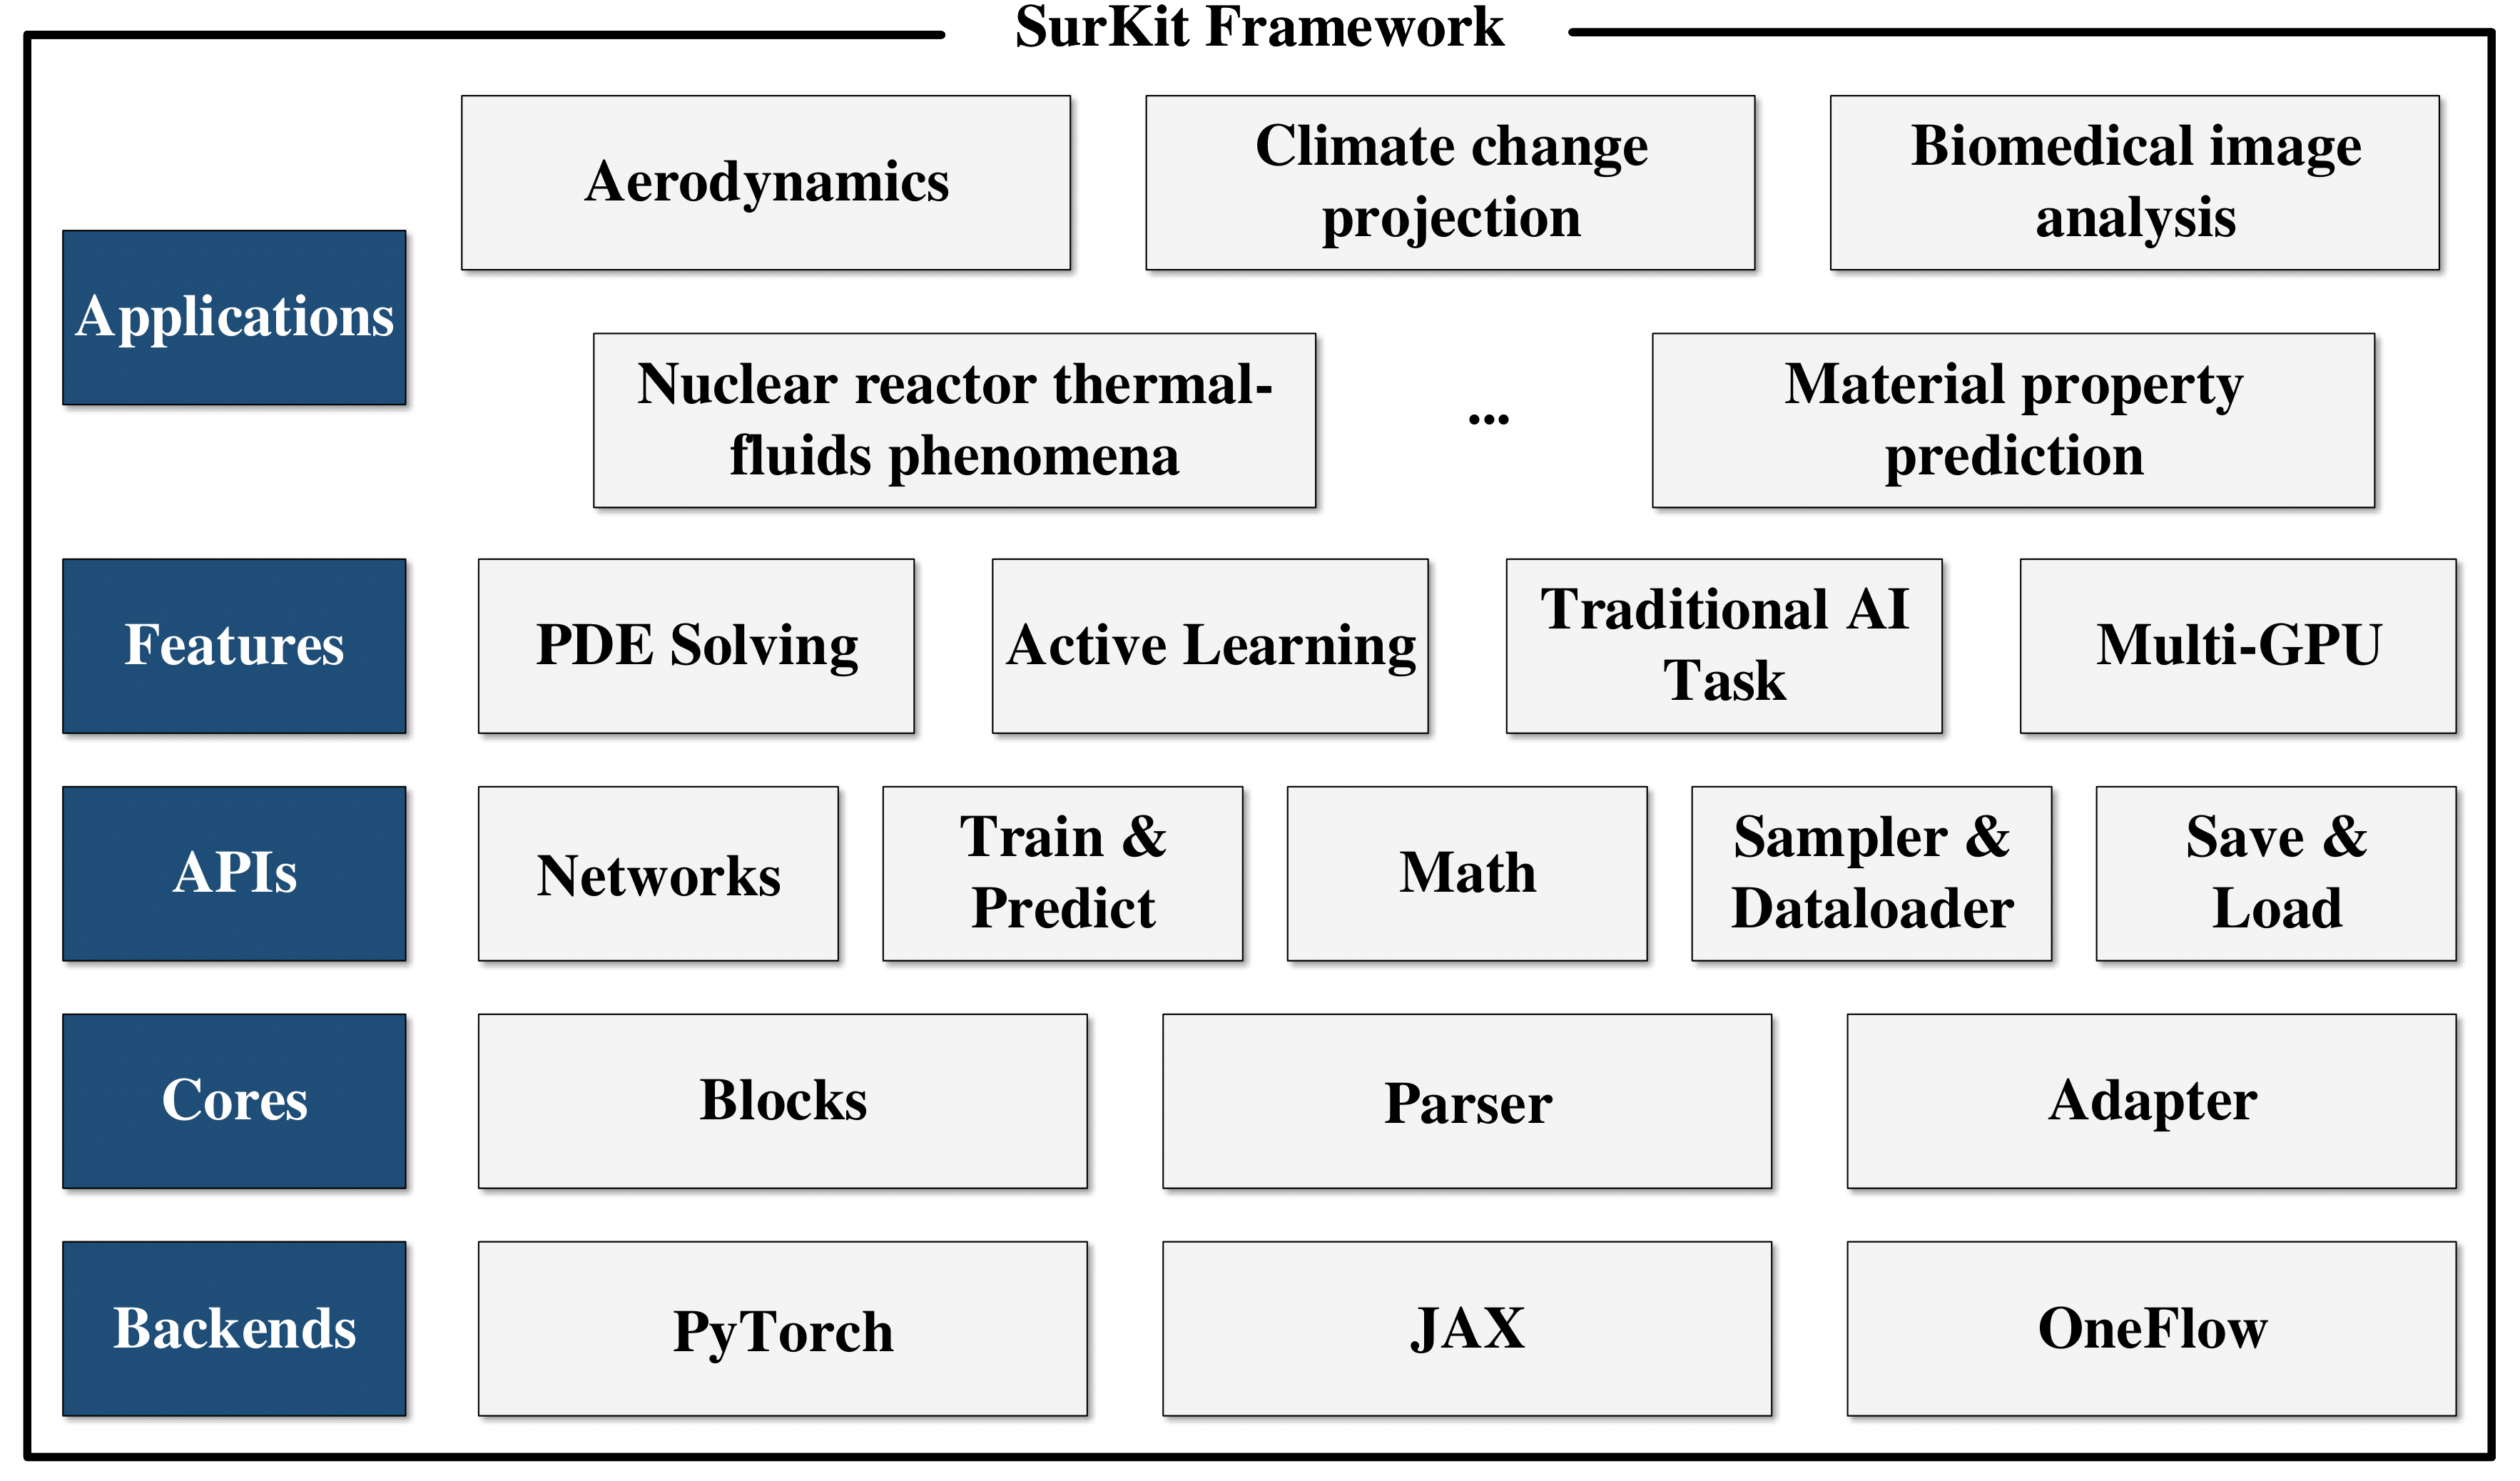 SurKit Framework
Aerodynamics
Climate change
projection
Biomedical image
analysis
Applications
Nuclear reactor thermal-
fluids phenomena
...
Material property
prediction
Features
PDE Solving
Active Learning
Traditional AI
Task
Multi-GPU
APIs
Networks
Train &
Predict
Math
Sampler &
Dataloader
Save &
Load
Cores
Blocks
Parser
Adapter
Backends
PyTorch
JAX
OneFlow